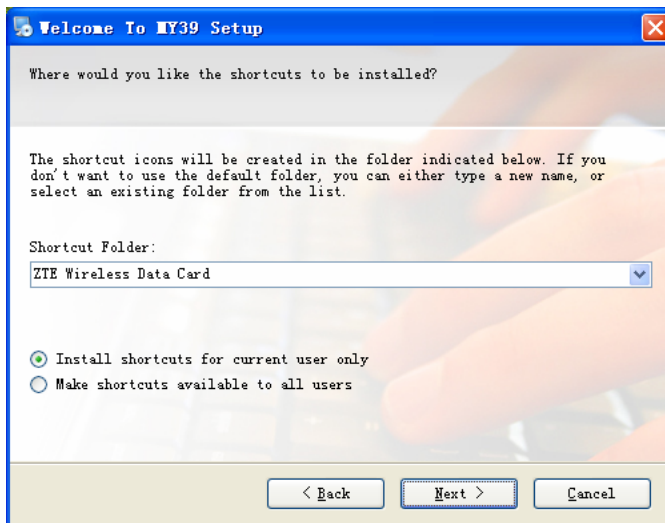 Welcome To MY39 Setup
Where would you like the shortcuts to be installed?
The shortcut icons will be created in the folder indicated below. If you
don't want to use the default folder, you can either type a new name, or
select an existing folder from the list.
Shortcut Folder:
ZTE Wireless Data Card
Install shortcuts for current user only
Make shortcuts available to all users
< Back Next > Cancel